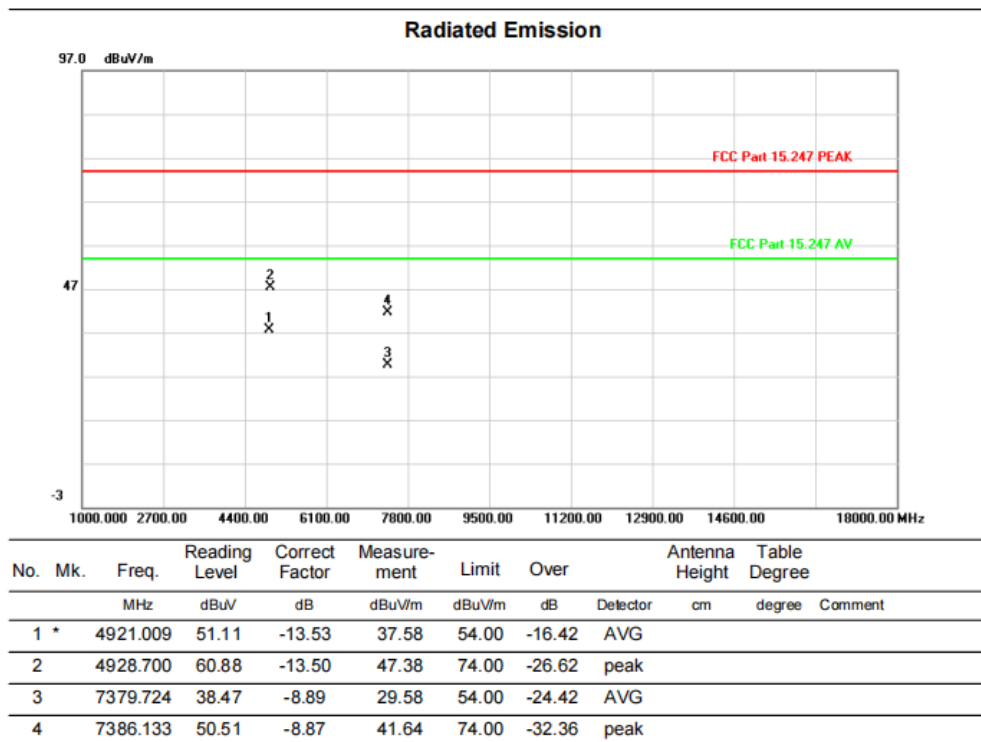 Radiated Emission
97.0 dBuV/m
FCC Part 15.247 PEAK
FCC Part 15.247 AV
2
47
4
1
3
-3
1000.000 2700.00 4400.00 6100.00 7800.00 9500.00 11200.00 12900.00 14600.00 18000.00 MHz
Reading Correct Measure- Antenna Table
No. Mk. Freq. Level Factor ment Limit Over Height Degree
MHz dBuV dB dBuV/m dBuV/m dB Detector cm degree Comment
1 * 4921.009 51.11 -13.53 37.58 54.00 -16.42 AVG
2 4928.700 60.88 -13.50 47.38 74.00 -26.62 peak
3 7379.724 38.47 -8.89 29.58 54.00 -24.42 AVG
4 7386.133 50.51 -8.87 41.64 74.00 -32.36 peak